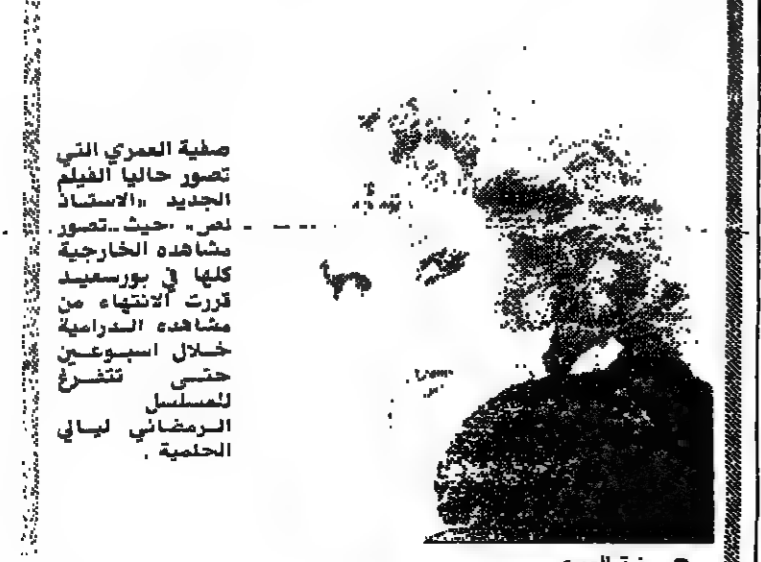 صفية العمري التي
تصور حاليا الفيلم
الجديد «الاستاذ
لص» حيث تصور
مشاهده الخارجية
كلها في بورسعيد
قررت الانتهاء من
مشاهده الدرامية
خلال اسبوعين
حتى تتفرغ
للمسلسل
الرمضاني ليالي
الحلمية .